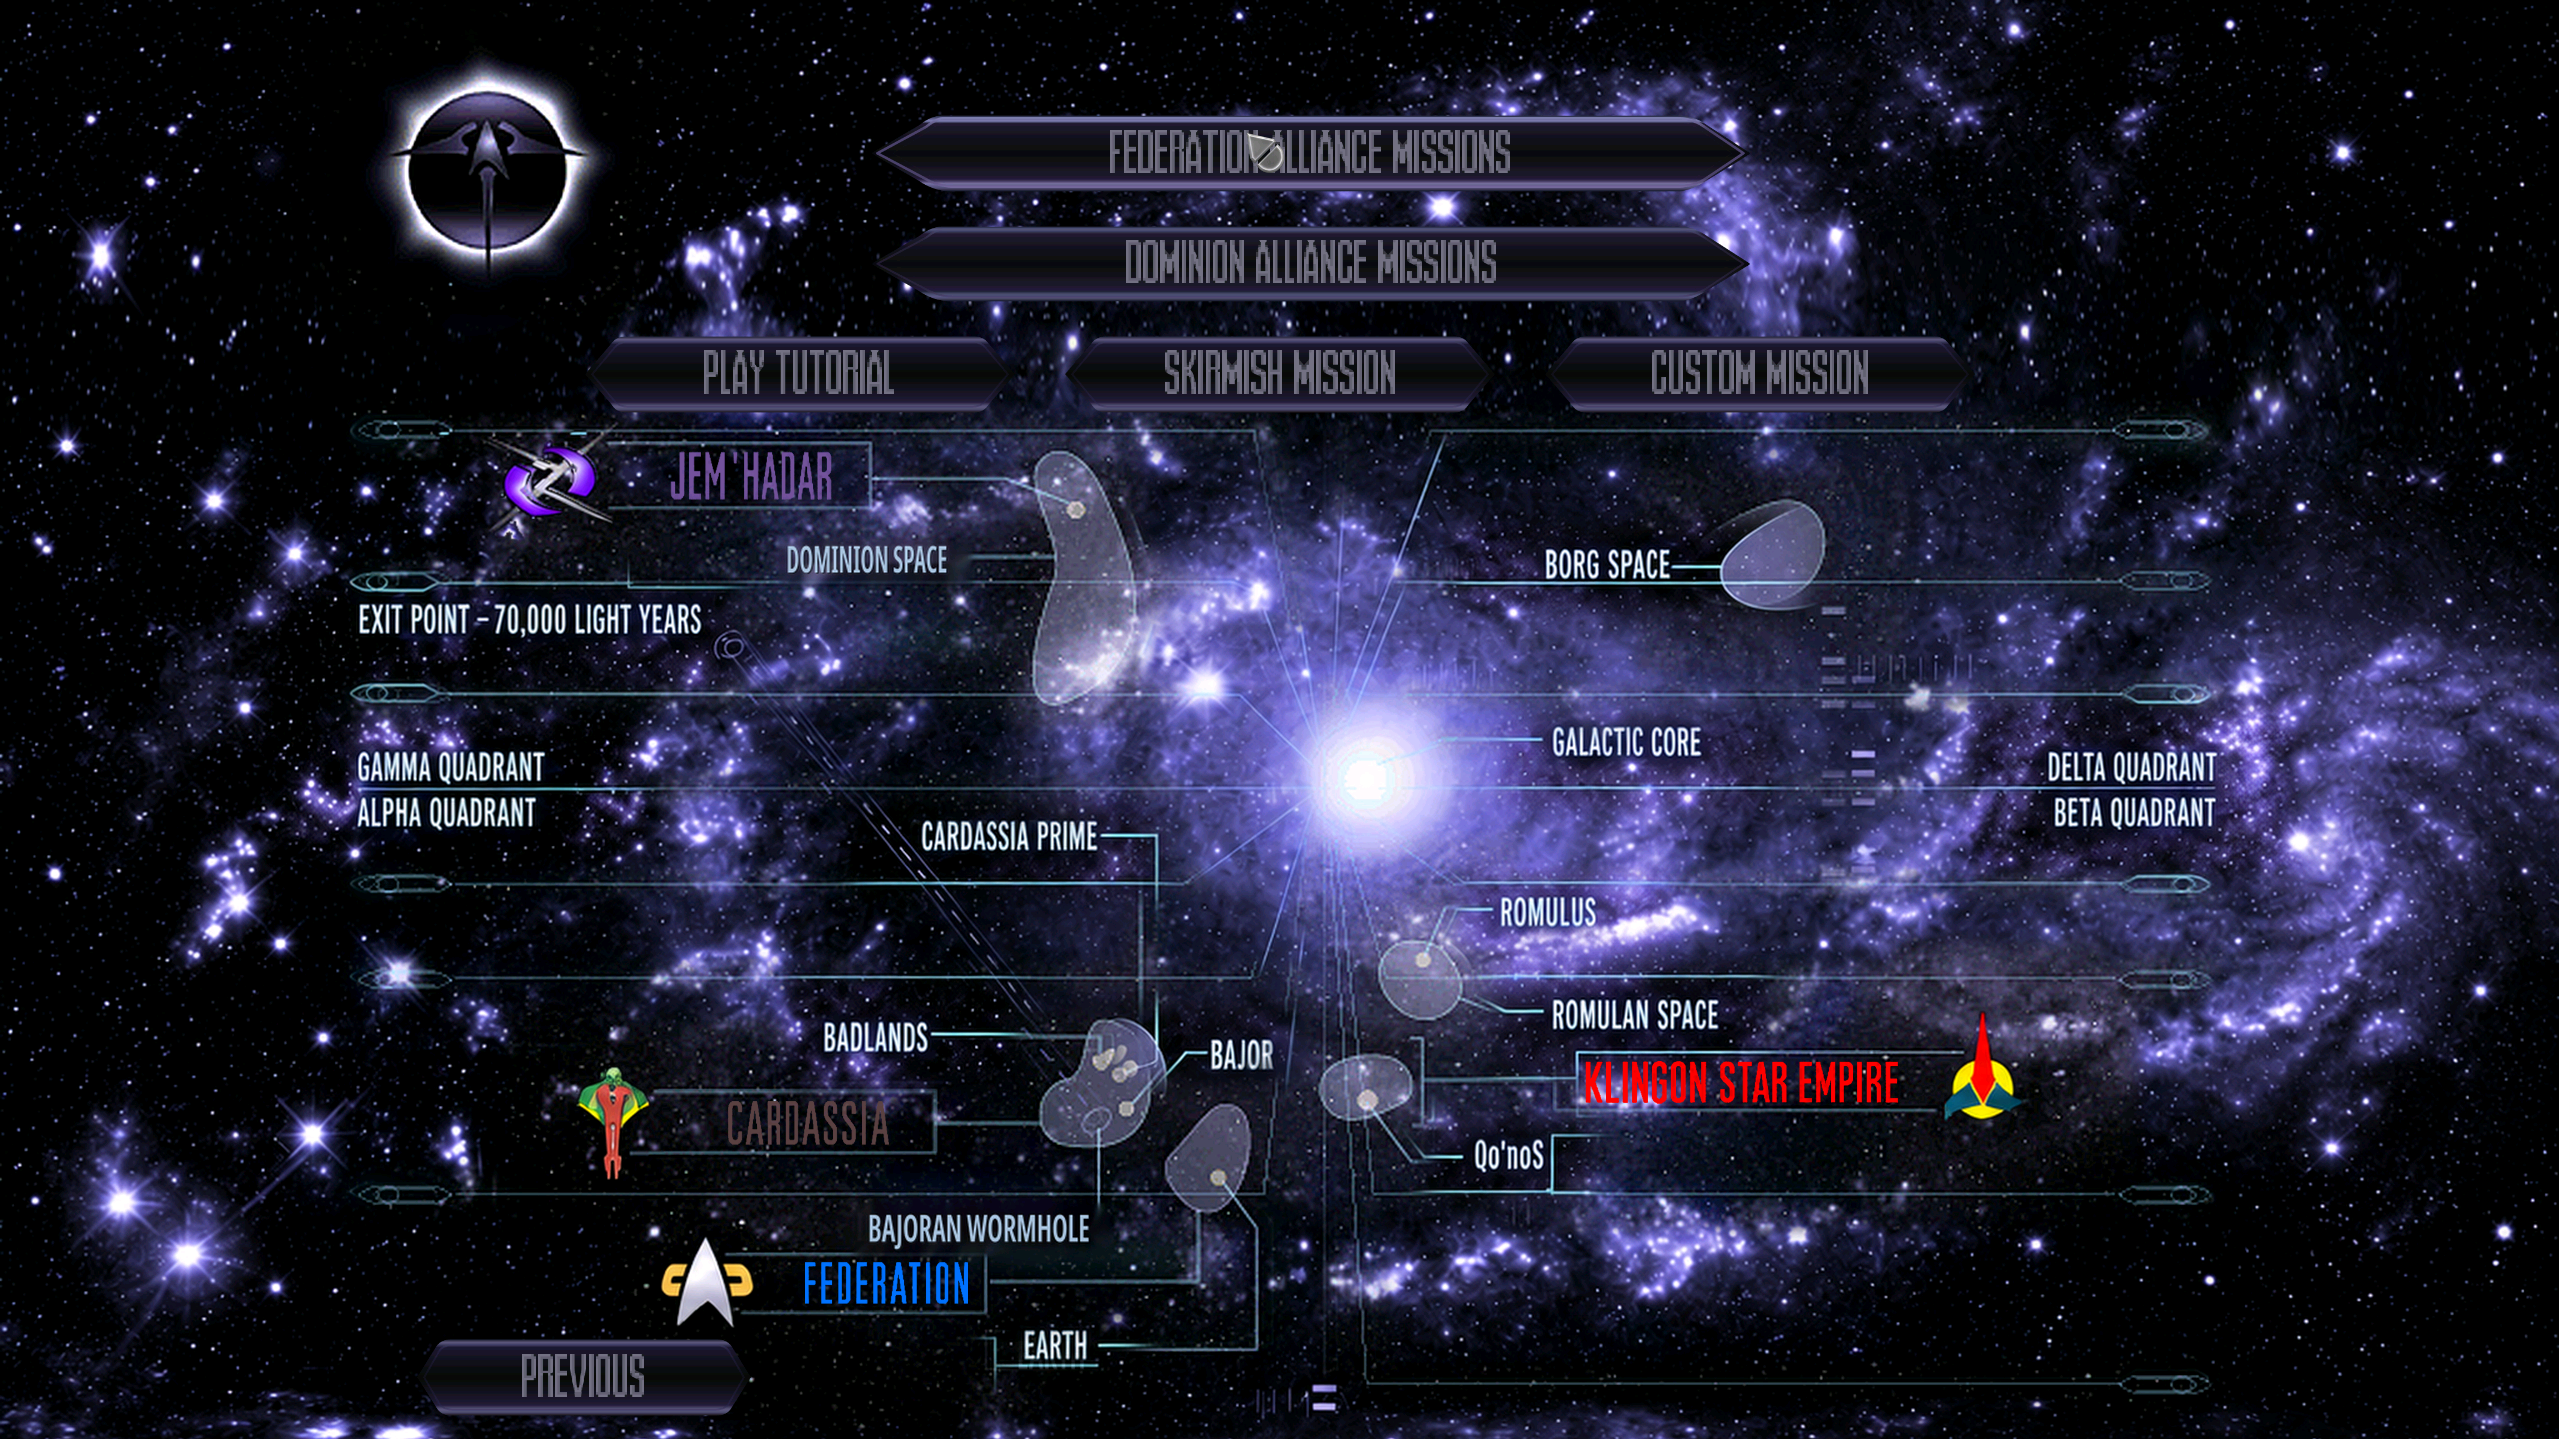 FEDERATION ALLIANCE MISSIONS
DOMINION ALLIANCE MISSIONS
PLAY TUTORIAL
SKIRMISH MISSION
CUSTOM MISSION
JEM'HADAR
DOMINION SPACE
BORG SPACE
EXIT POINT – 70,000 LIGHT YEARS
GALACTIC CORE
GAMMA QUADRANT
DELTA QUADRANT
ALPHA QUADRANT
BETA QUADRANT
CARDASSIA PRIME
ROMULUS
ROMULAN SPACE
BADLANDS
BAJOR
KLINGON STAR EMPIRE
CARDASSIA
Qo'noS
BAJORAN WORMHOLE
FEDERATION
EARTH
PREVIOUS